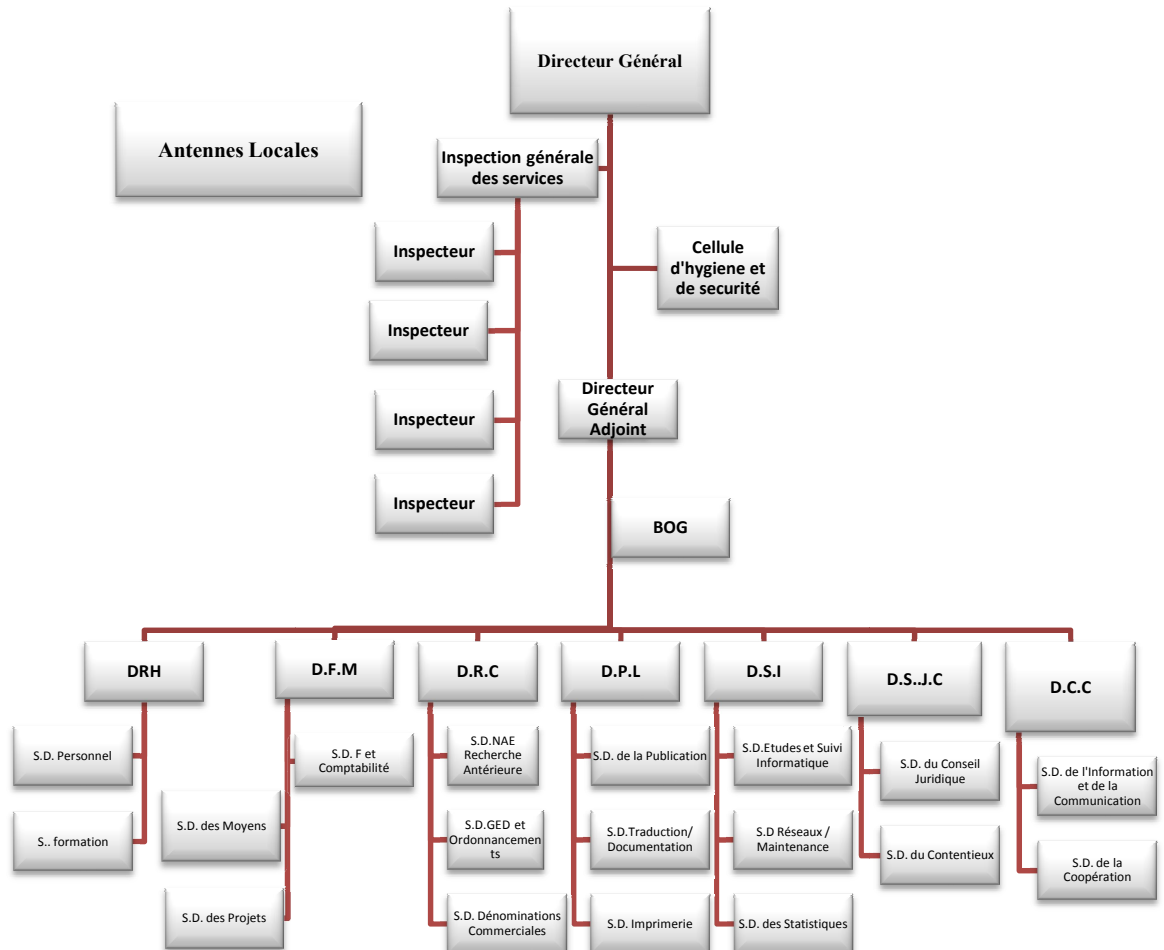 Directeur Général
Antennes Locales
Inspection générale
des services
Inspecteur
Cellule
d'hygiene et
de securité
Inspecteur
Directeur
Général
Adjoint
Inspecteur
Inspecteur
BOG
DRH
D.F.M
D.R.C
D.P.L
D.S.I
D.S..J.C
D.C.C
S.D. Personnel
S.. formation
S.D. F et
Comptabilité
S.D. des Moyens
S.D. des Projets
S.D.NAE
Recherche
Antérieure
S.D.GED et
Ordonnancemen
ts
S.D. Dénominations
Commerciales
S.D. de la Publication
S.D.Traduction/
Documentation
S.D. Imprimerie
S.D.Etudes et Suivi
Informatique
S.D Réseaux /
Maintenance
S.D. des Statistiques
S.D. du Conseil
Juridique
S.D. du Contentieux
S.D. de l'Information
et de la
Communication
S.D. de la
Coopération